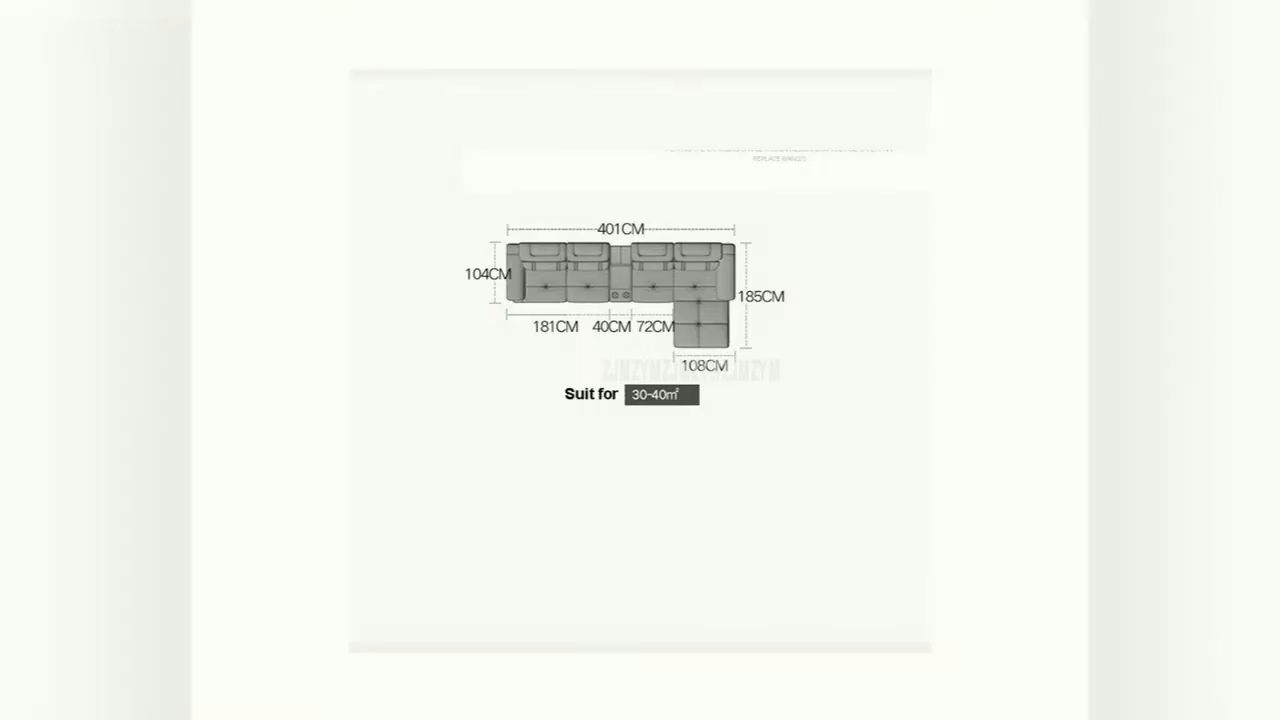 401CM
104CM
185CM
181CM 40CM 72CM
108CM
Suit for 30-40㎡